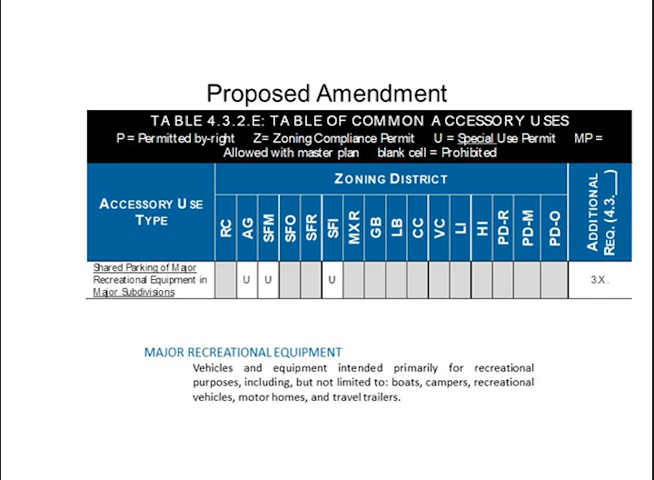 Proposed Amendment
TABLE 4.3.2.E: TABLE OF COMMON ACCESSORY USES
P = Permitted by-right Z= Zoning Compliance Permit U = Special Use Permit MP =
Allowed with master plan blank cell = Prohibited
ACCESSORY USE
TYPE
ZONING DISTRICT
ADDITIONAL
REQ. (4.3.__)
RC AG SFM SFO SFR SFI MXR GB LB CC VC LI HI PD-R PD-M PD-O
Shared Parking of Major
Recreational Equipment in
Major Subdivisions
U U U 3.X.
MAJOR RECREATIONAL EQUIPMENT
Vehicles and equipment intended primarily for recreational
purposes, including, but not limited to: boats, campers, recreational
vehicles, motor homes, and travel trailers.